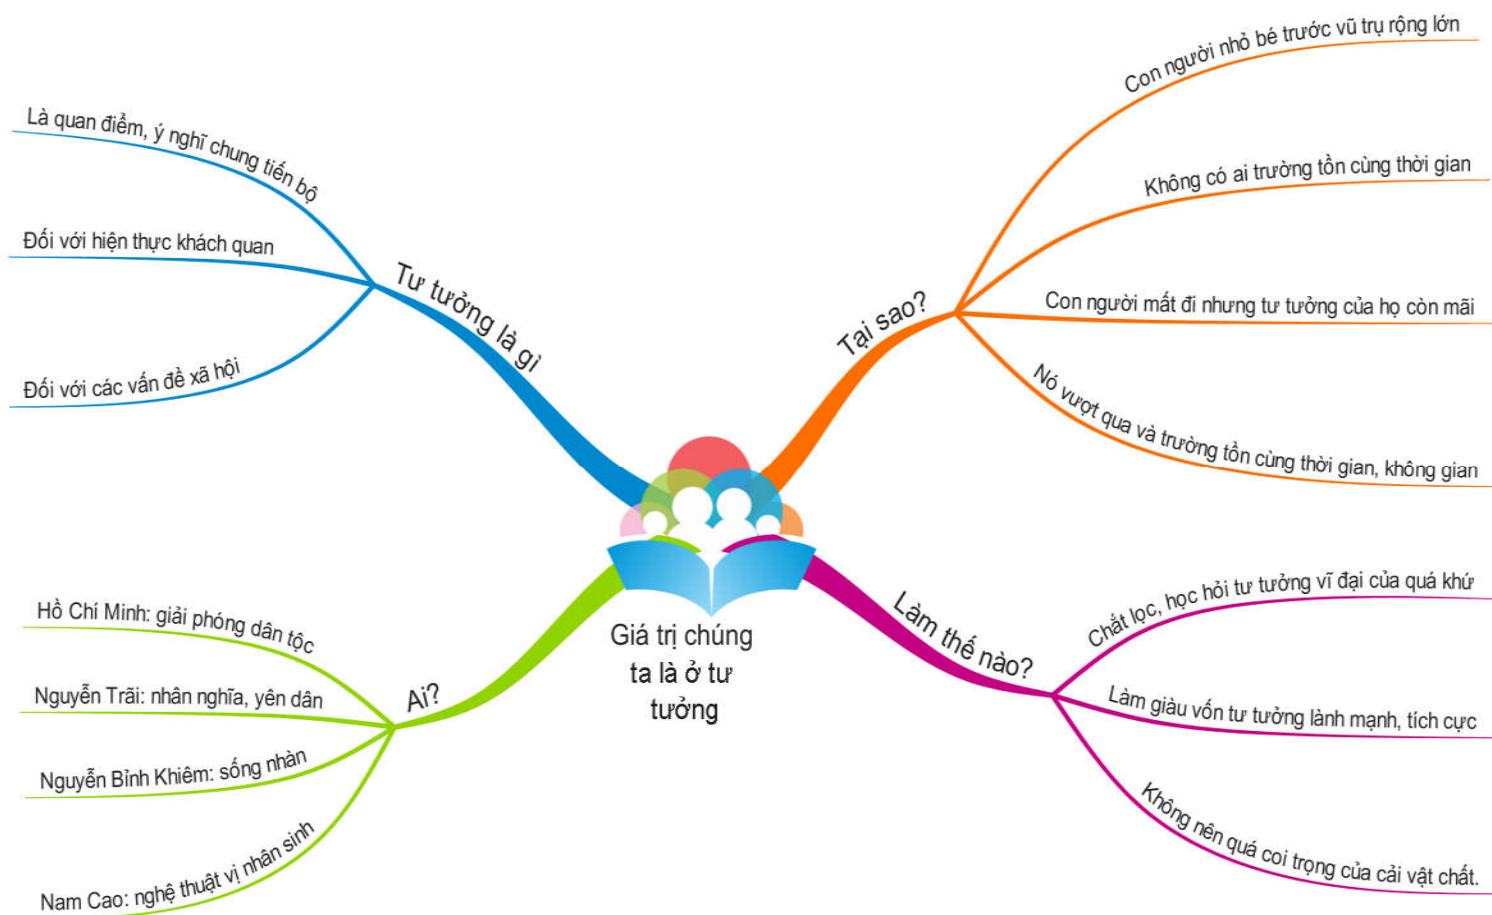 Giá trị chúng
ta là ở tư
tưởng
Tư tưởng là gì
Là quan điểm, ý nghĩ chung tiến bộ
Đối với hiện thực khách quan
Đối với các vấn đề xã hội
Tại sao?
Con người nhỏ bé trước vũ trụ rộng lớn
Không có ai trường tồn cùng thời gian
Con người mất đi nhưng tư tưởng của họ còn mãi
Nó vượt qua và trường tồn cùng thời gian, không gian
Ai?
Hồ Chí Minh: giải phóng dân tộc
Nguyễn Trãi: nhân nghĩa, yên dân
Nguyễn Bỉnh Khiêm: sống nhàn
Nam Cao: nghệ thuật vị nhân sinh
Làm thế nào?
Chắt lọc, học hỏi tư tưởng vĩ đại của quá khứ
Làm giàu vốn tư tưởng lành mạnh, tích cực
Không nên quá coi trọng của cải vật chất.